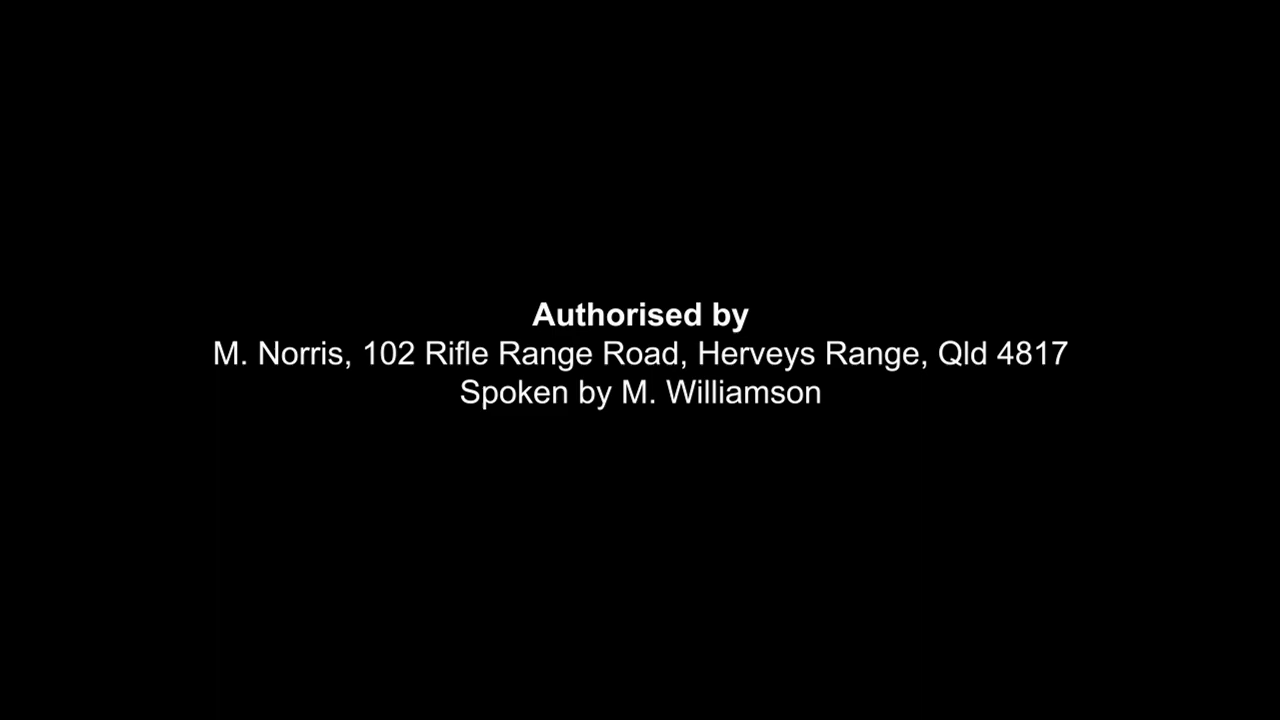 Authorised by
M. Norris, 102 Rifle Range Road, Herveys Range, Qld 4817
Spoken by M. Williamson